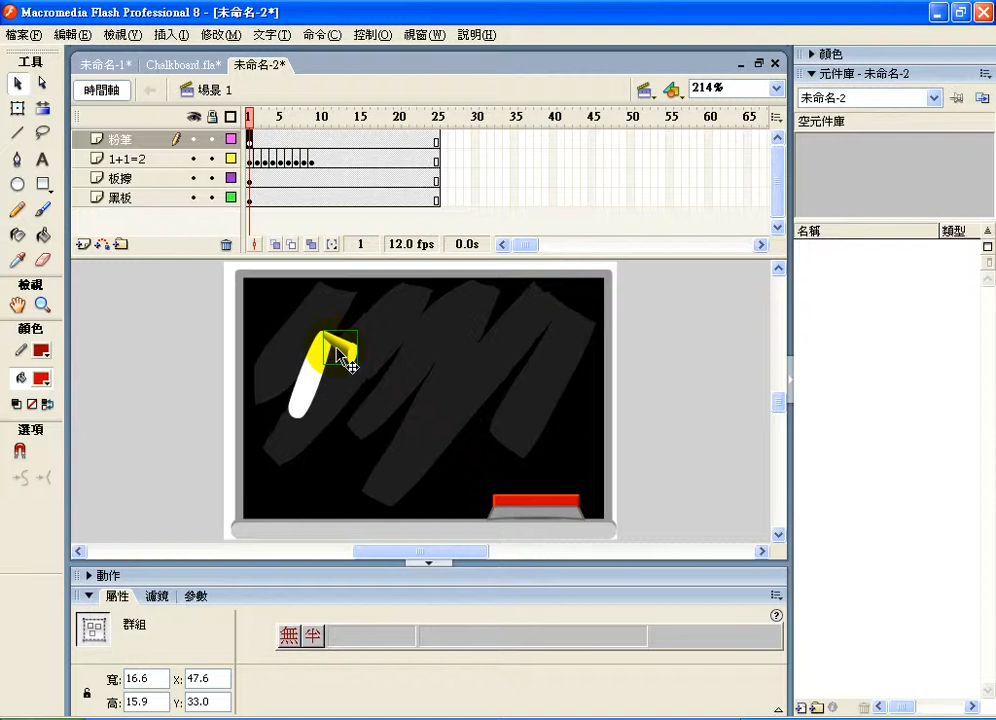 Macromedia Flash Professional 8 - [未命名-2*]
檔案(F) 編輯(E) 檢視(V) 插入(I) 修改(M) 文字(T) 命令(C) 控制(O) 視窗(W) 說明(H)
工具
檢視
顏色
選項
未命名-1* Chalkboard.fla* 未命名-2*
時間軸 場景 1 214%
1 5 10 15 20 25 30 35 40 45 50 55 60 65
粉筆
1+1=2
板擦
黑板
1 12.0 fps 0.0s
動作
屬性 濾鏡 參數
群組
無 半
寬: 16.6 X: 47.6
高: 15.9 Y: 33.0
顏色
元件庫 - 未命名-2
未命名-2
空元件庫
名稱 類型